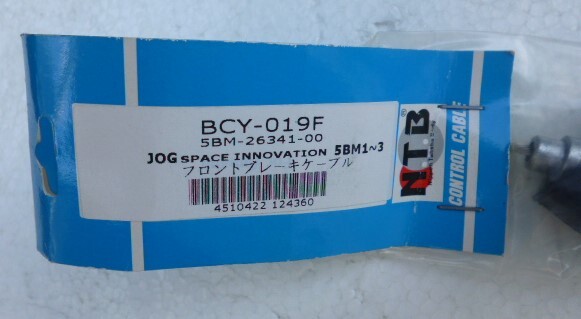 BCY-019F
5BM-26341-00
JOG SPACE INNOVATION 5BM1~3
フロントブレーキケーブル
4510422 124360
N.T.B
®
CONTROL CABLE